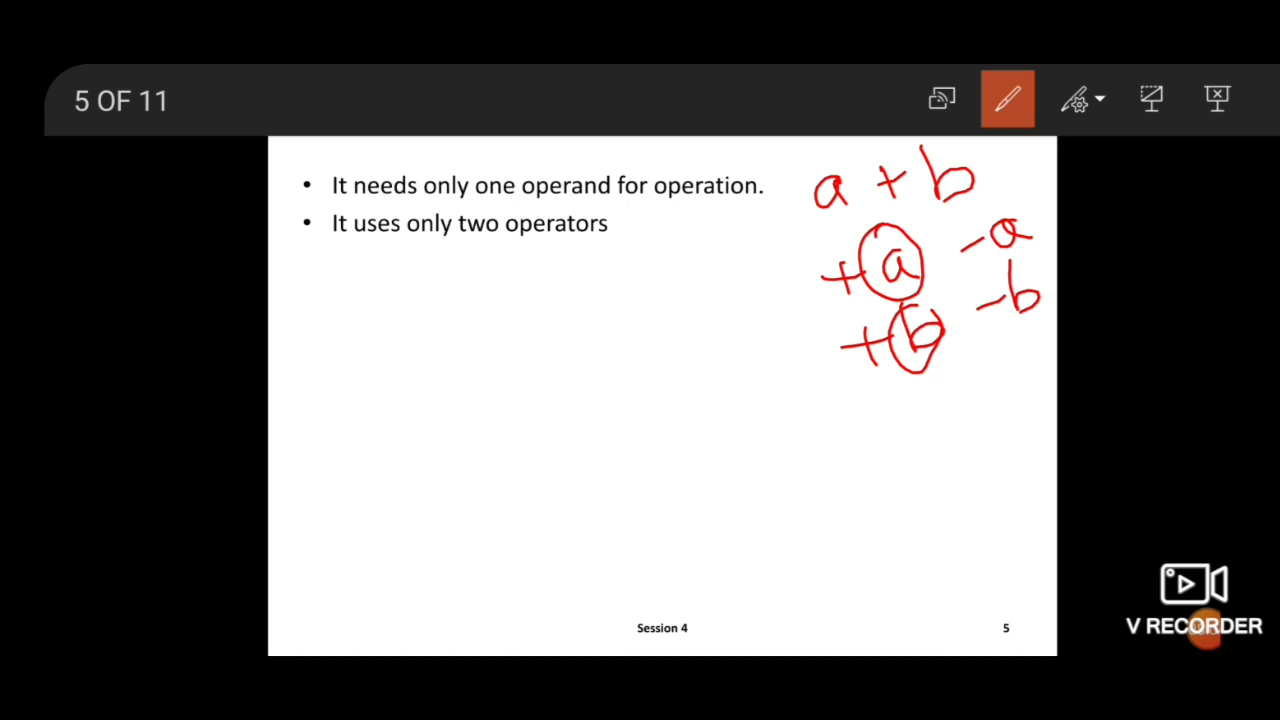 5 OF 11
• It needs only one operand for operation.
• It uses only two operators
a + b
+a -a
+b -b
Session 4
5
V RECORDER